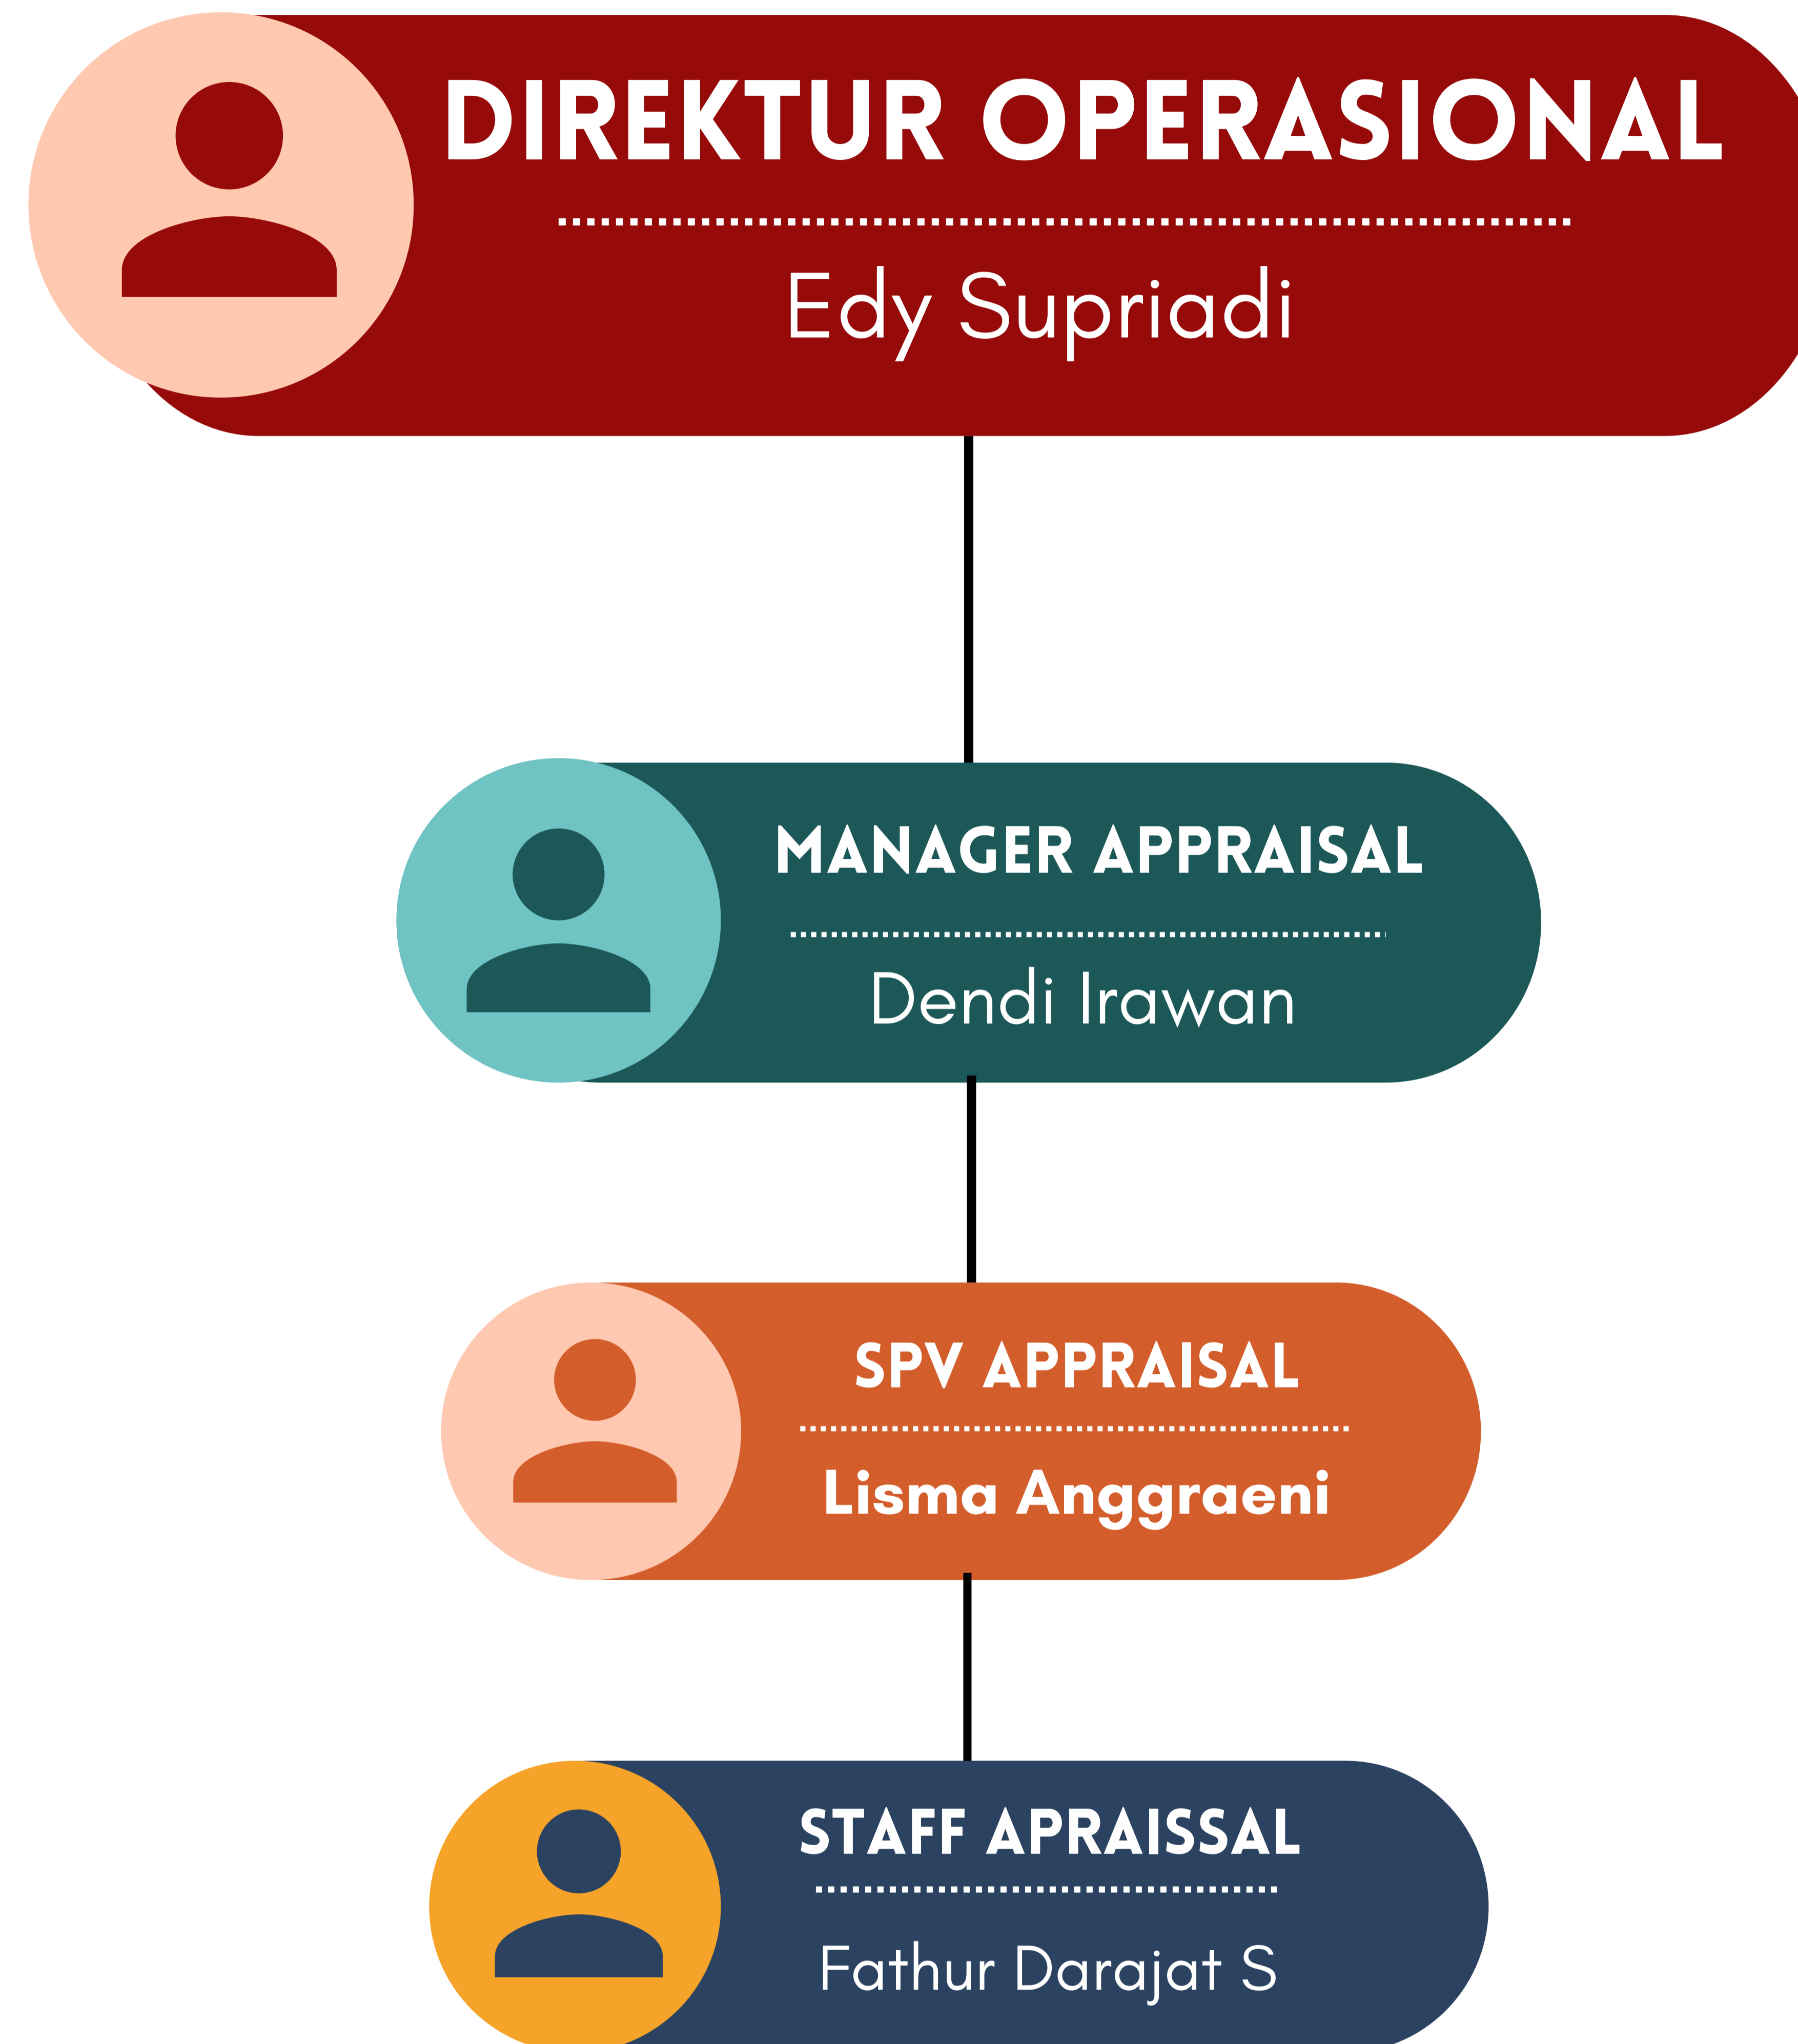 DIREKTUR OPERASIONAL
Edy Supriadi
MANAGER APPRAISAL
Dendi Irawan
SPV APPRAISAL
Lisma Anggraeni
STAFF APRAISSAL
Fathur Darajat S